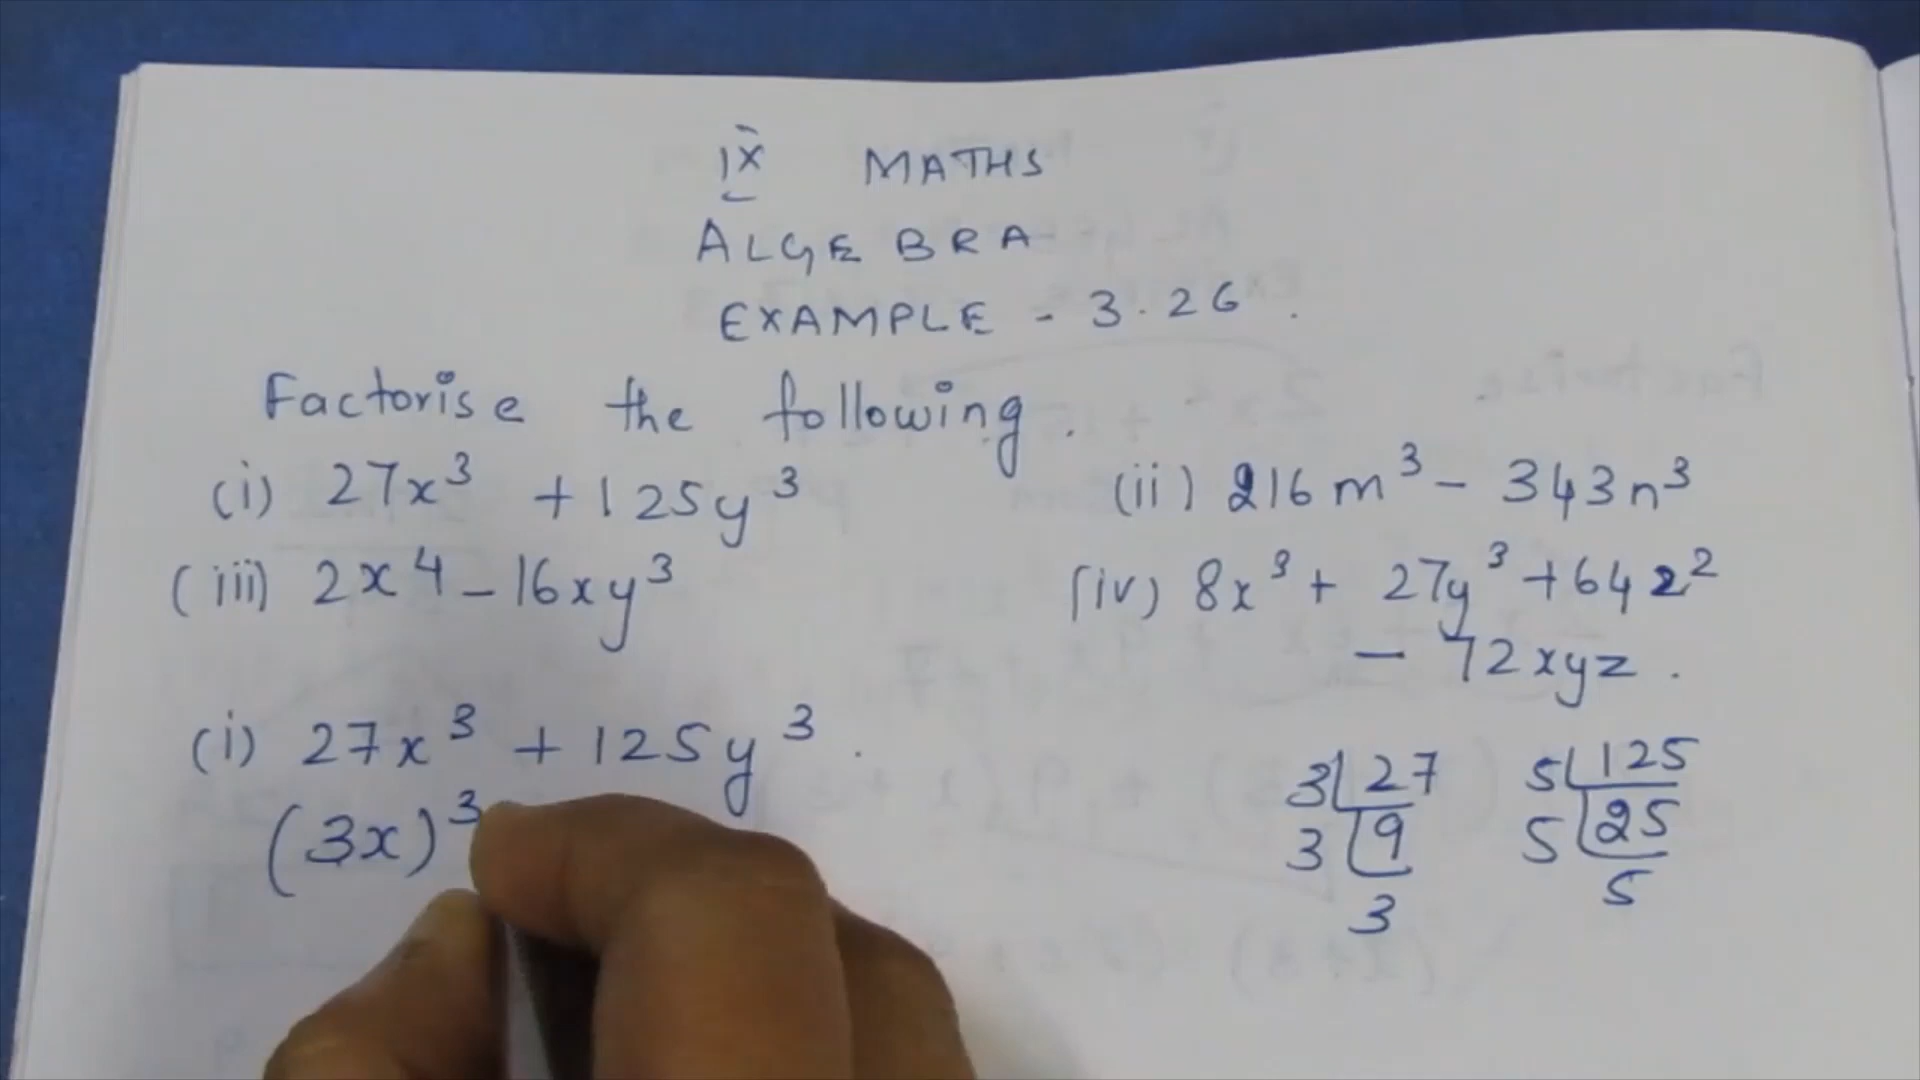 IX MATHS
ALGEBRA
EXAMPLE - 3.26.
Factorise the following.
(i) 27x³ + 125y³ (ii) 216m³ - 343n³
(iii) 2x⁴ - 16xy³ (iv) 8x³ + 27y³ + 64z²
- 72xyz.
(i) 27x³ + 125y³.
(3x)³
3 27
3 9
3
5 125
5 25
5